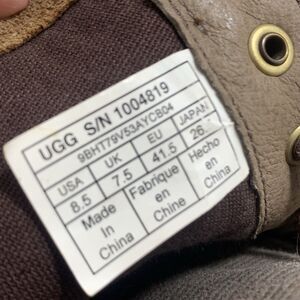 UGG S/N 1004819
9BHT79V53AYCB04
USA UK EU JAPAN
8.5 7.5 41.5 26.
Made Fabrique Hecho
In en en
China Chine China